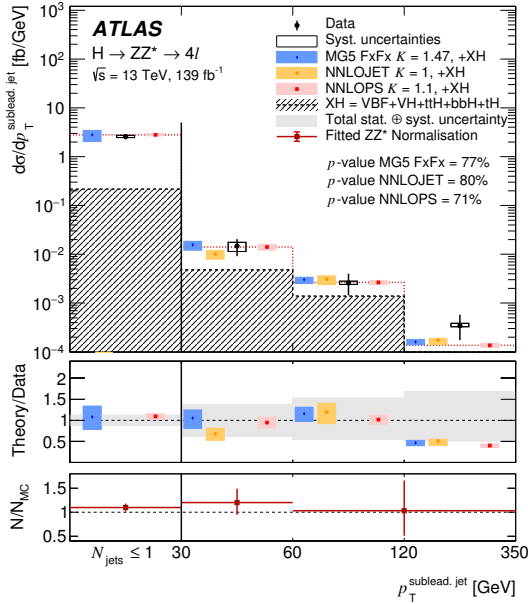 ATLAS
H → ZZ* → 4l
√s = 13 TeV, 139 fb⁻¹
Data
Syst. uncertainties
MG5 FxFx K = 1.47, +XH
NNLOJET K = 1, +XH
NNLOPS K = 1.1, +XH
XH = VBF+VH+ttH+bbH+tH
Total stat. ⊕ syst. uncertainty
Fitted ZZ* Normalisation
p-value MG5 FxFx = 77%
p-value NNLOJET = 80%
p-value NNLOPS = 71%
dσ/dp_T^sublead. jet [fb/GeV]
10³
10²
10
1
10⁻¹
10⁻²
10⁻³
10⁻⁴
Theory/Data
2
1.5
1
0.5
N/N_MC
1.5
1
0.5
N_jets ≤ 1
30
60
120
350
p_T^sublead. jet [GeV]